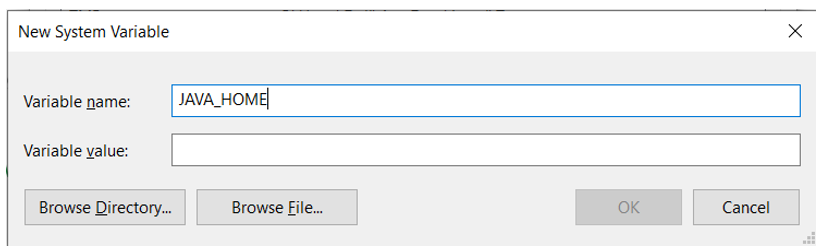 New System Variable
Variable name:
JAVA_HOME
Variable value:
Browse Directory...
Browse File...
OK
Cancel